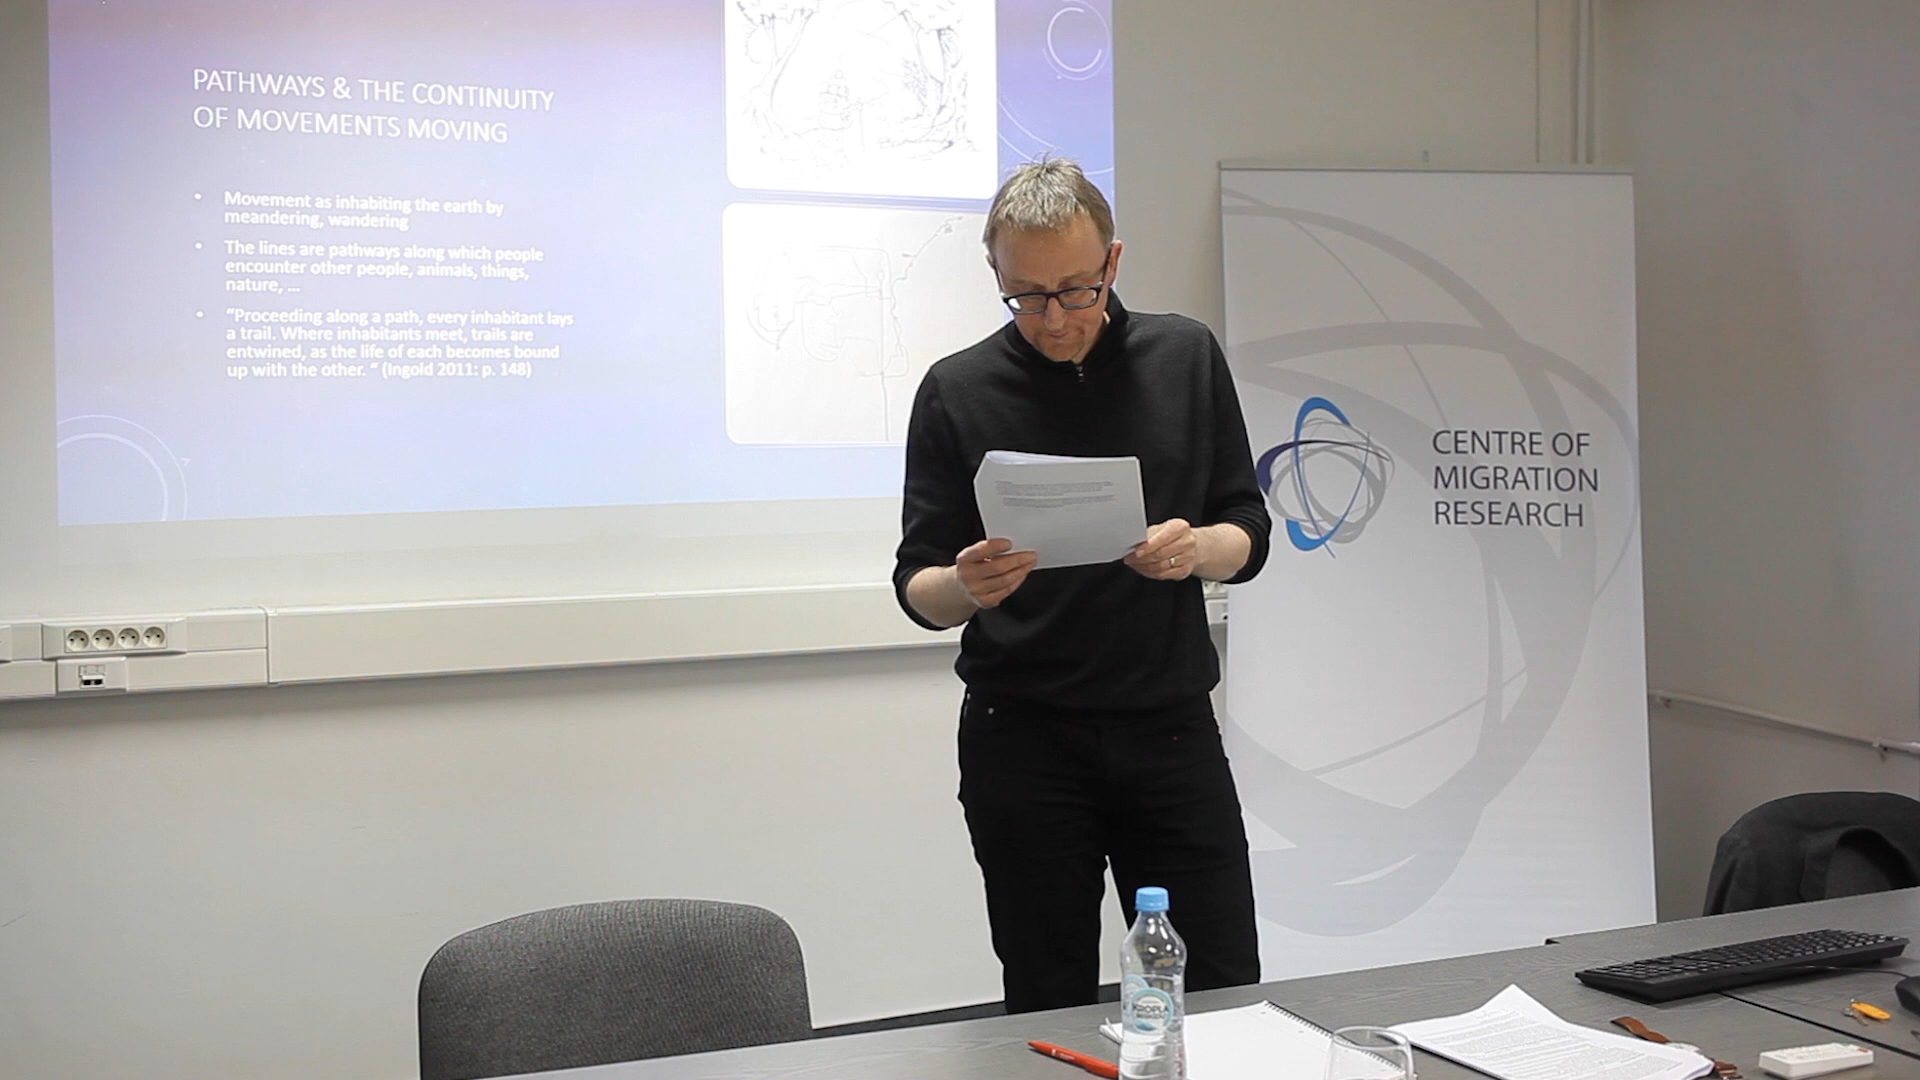 PATHWAYS & THE CONTINUITY
OF MOVEMENTS MOVING
• Movement as inhabiting the earth by
meandering, wandering
• The lines are pathways along which people
encounter other people, animals, things,
nature, ...
• “Proceeding along a path, every inhabitant lays
a trail. Where inhabitants meet, trails are
entwined, as the life of each becomes bound
up with the other. “ (Ingold 2011: p. 148)
CENTRE OF
MIGRATION
RESEARCH
KROPLA